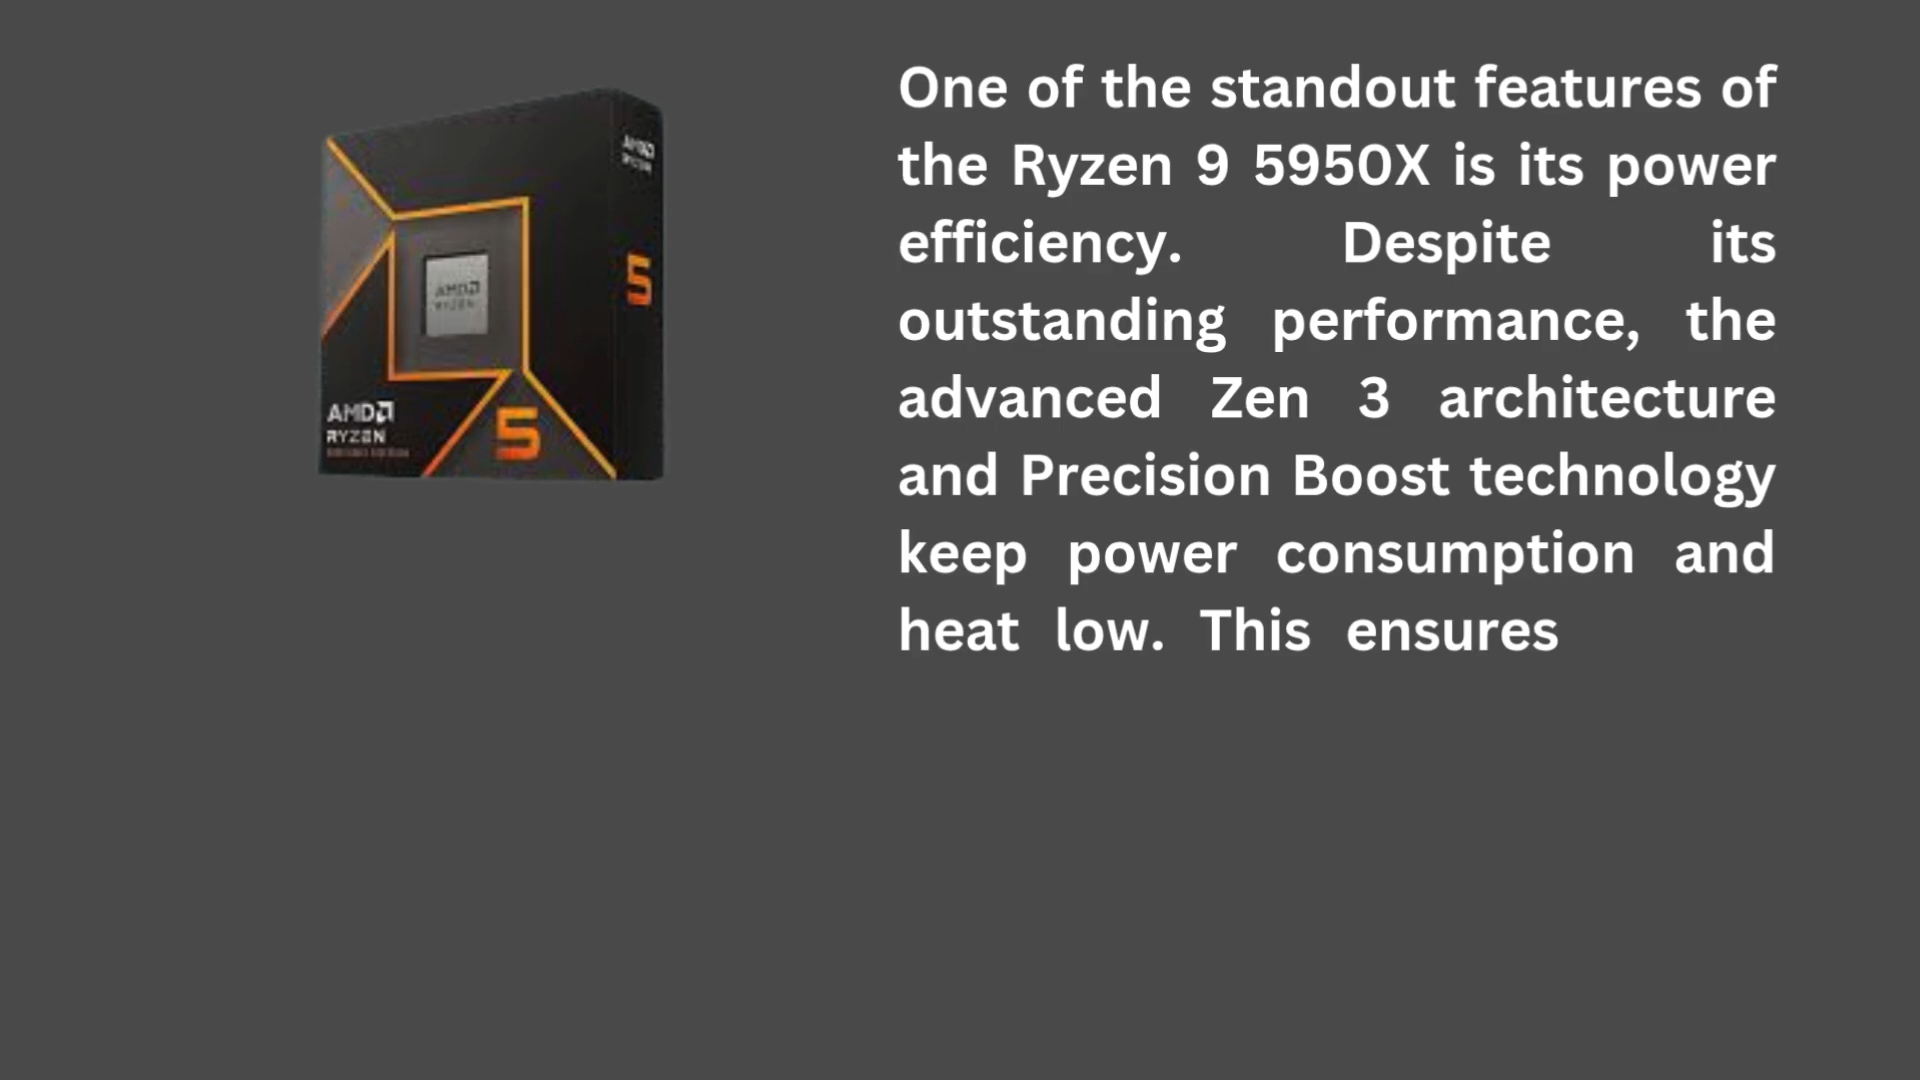 AMD
RYZEN
5
AMD
RYZEN
AMD
RYZEN
5
One of the standout features of
the Ryzen 9 5950X is its power
efficiency. Despite its
outstanding performance, the
advanced Zen 3 architecture
and Precision Boost technology
keep power consumption and
heat low. This ensures